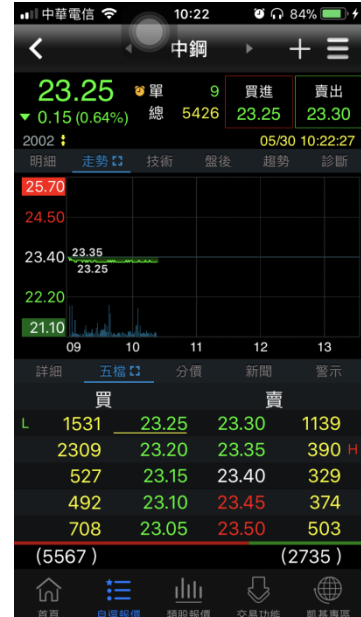 中華電信 10:22 84%
中鋼
23.25 單 9 買進 賣出
▼ 0.15 (0.64%) 總 5426 23.25 23.30
2002 05/30 10:22:27
明細 走勢 技術 盤後 趨勢 診斷
25.70
24.50
23.40 23.35
23.25
22.20
21.10
09 10 11 12 13
詳細 五檔 分價 新聞 警示
買 賣
L 1531 23.25 23.30 1139
2309 23.20 23.35 390 H
527 23.15 23.40 329
492 23.10 23.45 374
708 23.05 23.50 503
(5567) (2735)
首頁 自選報價 類股報價 交易功能 凱基專區